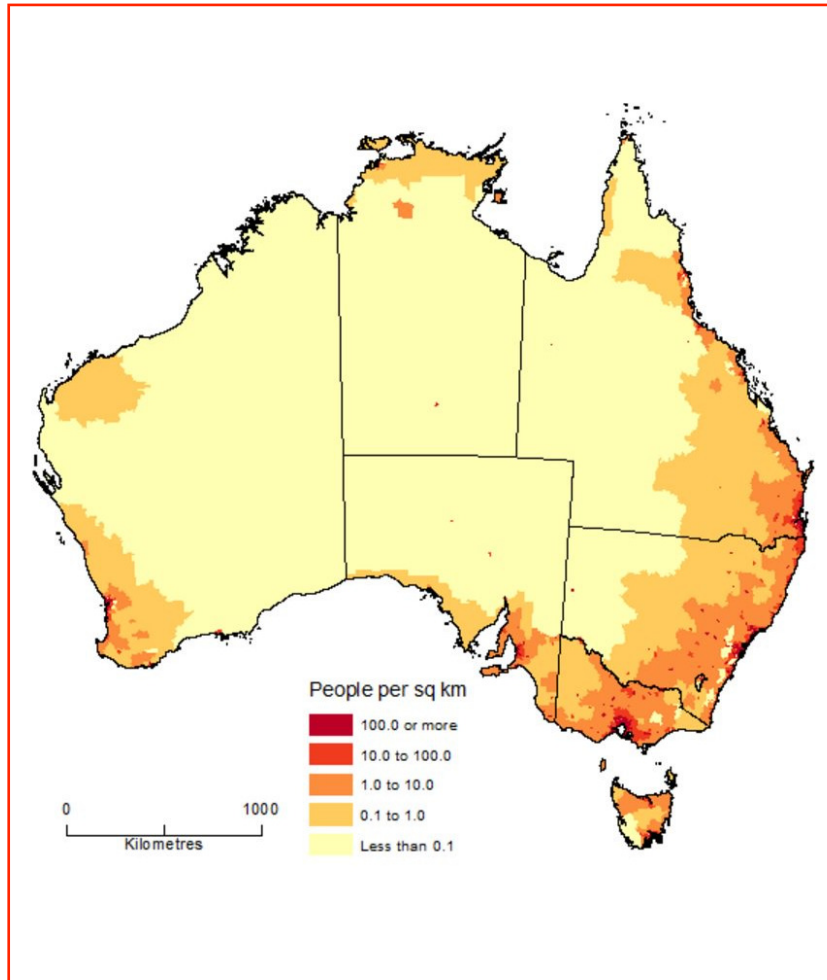 People per sq km
100.0 or more
10.0 to 100.0
1.0 to 10.0
0.1 to 1.0
Less than 0.1
0 1000
Kilometres